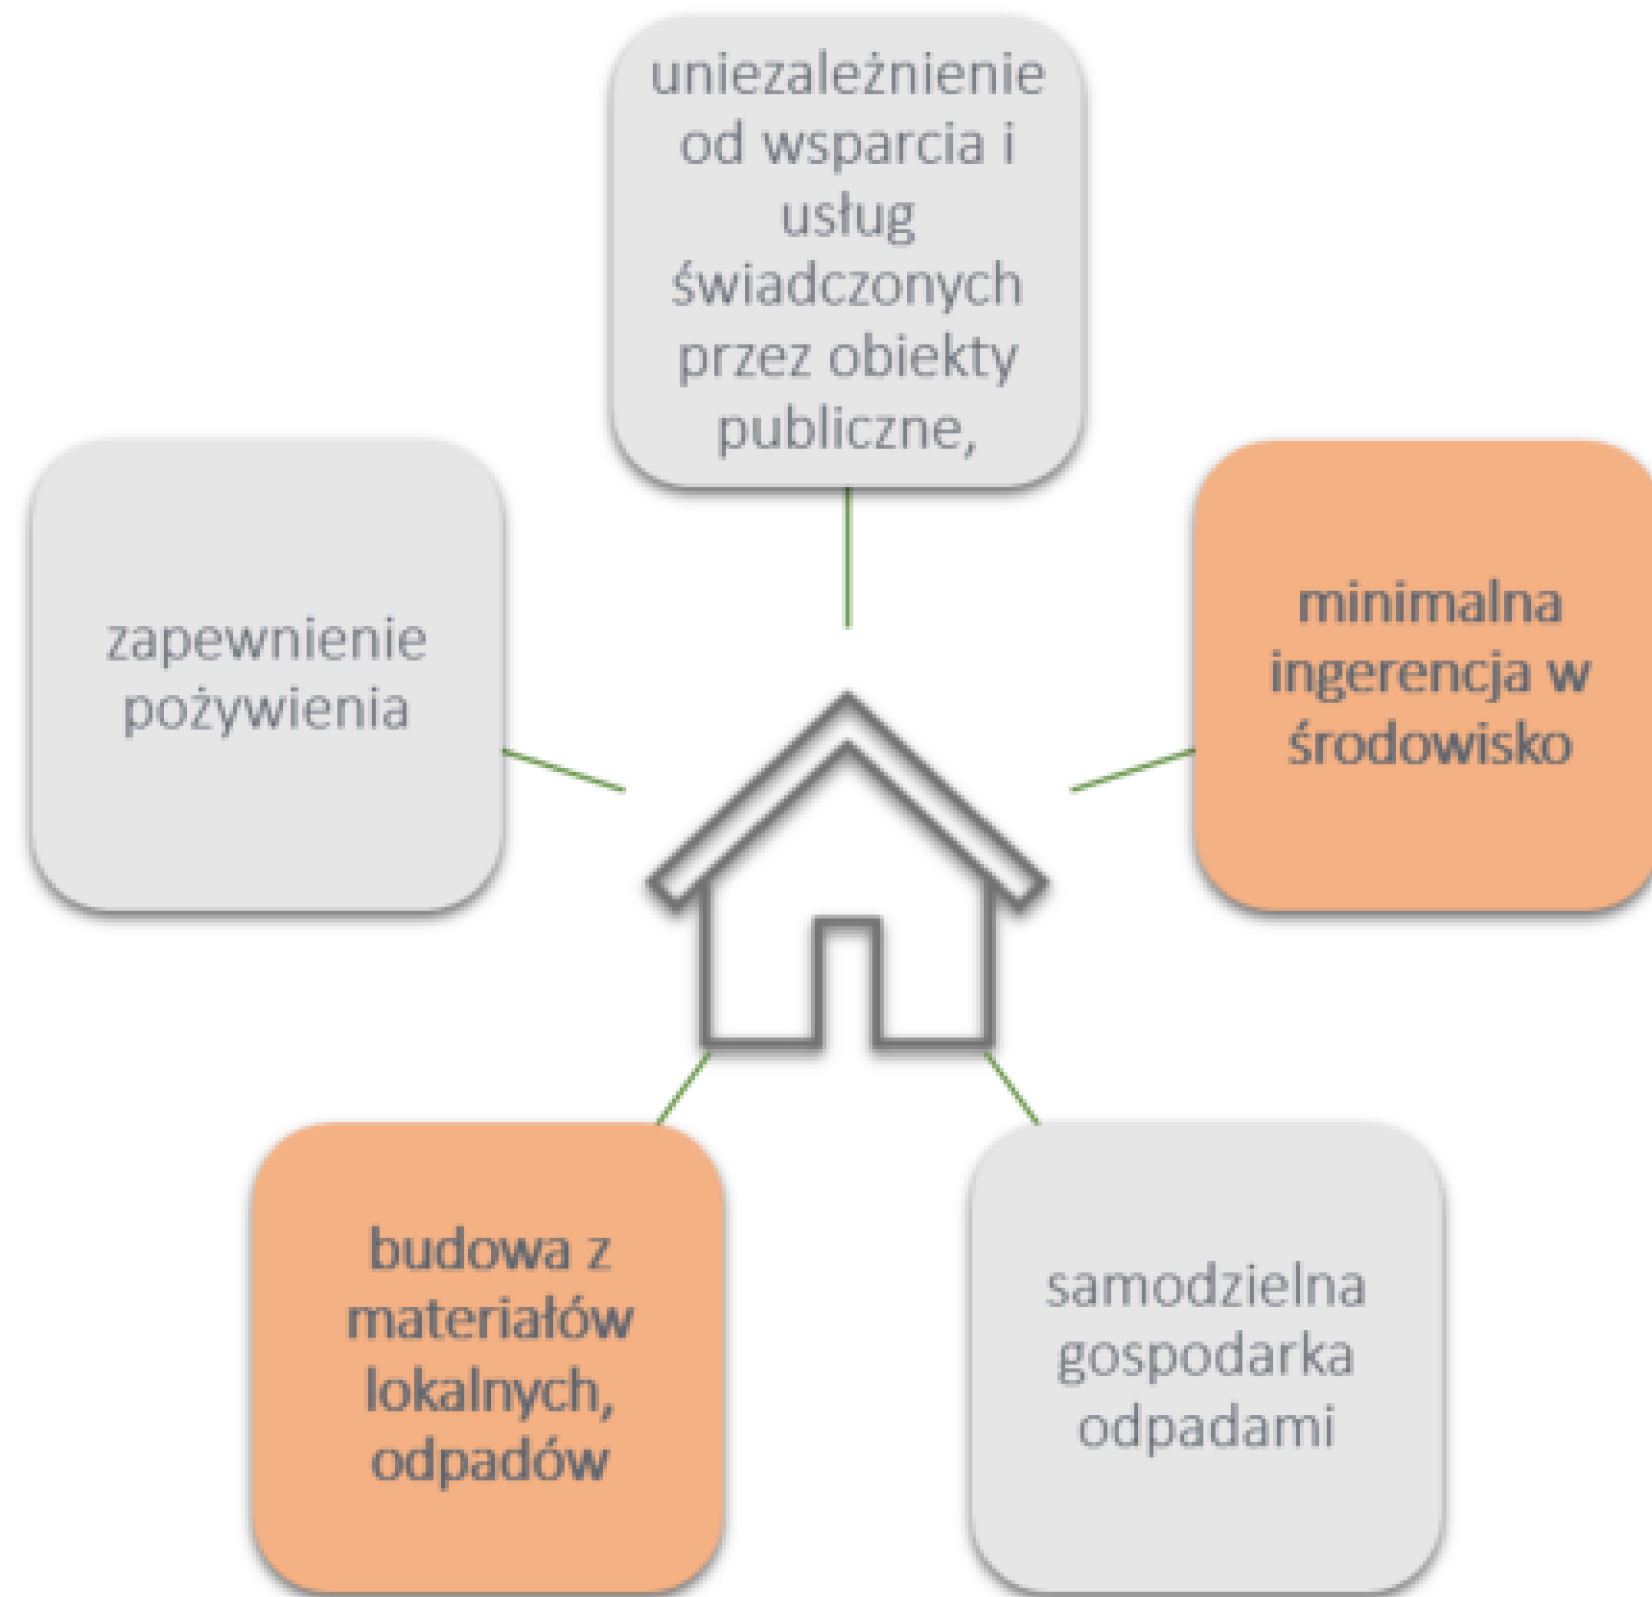 uniezależnienie
od wsparcia i
usług
świadczonych
przez obiekty
publiczne,
zapewnienie
pożywienia
minimalna
ingerencja w
środowisko
budowa z
materiałów
lokalnych,
odpadów
samodzielna
gospodarka
odpadami